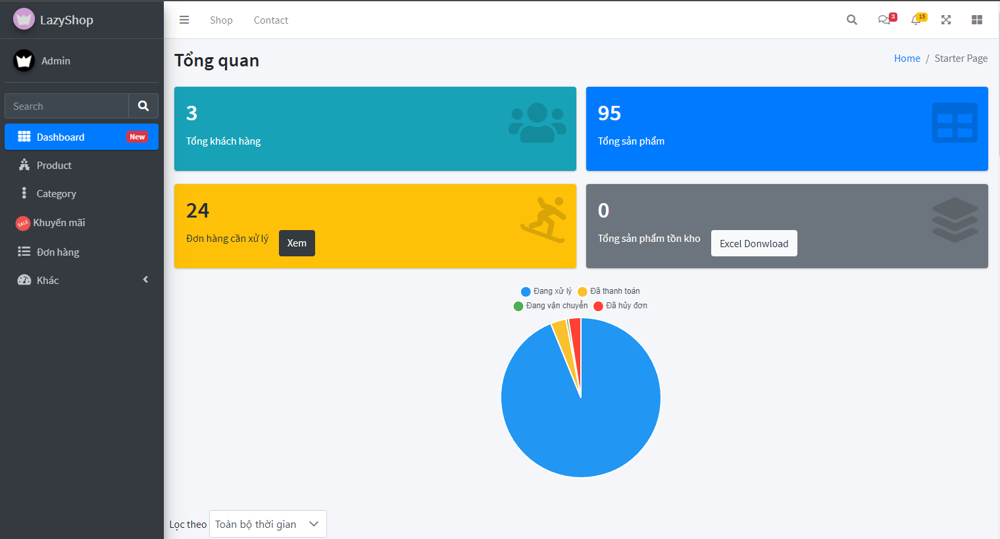 LazyShop
Shop
Contact
3
15
Admin
Search
Dashboard
New
Product
Category
SALE
Khuyến mãi
Đơn hàng
Khác
Tổng quan
Home / Starter Page
3
Tổng khách hàng
95
Tổng sản phẩm
24
Đơn hàng cần xử lý
Xem
0
Tổng sản phẩm tồn kho
Excel Donwload
Đang xử lý
Đã thanh toán
Đang vận chuyển
Đã hủy đơn
Lọc theo
Toàn bộ thời gian